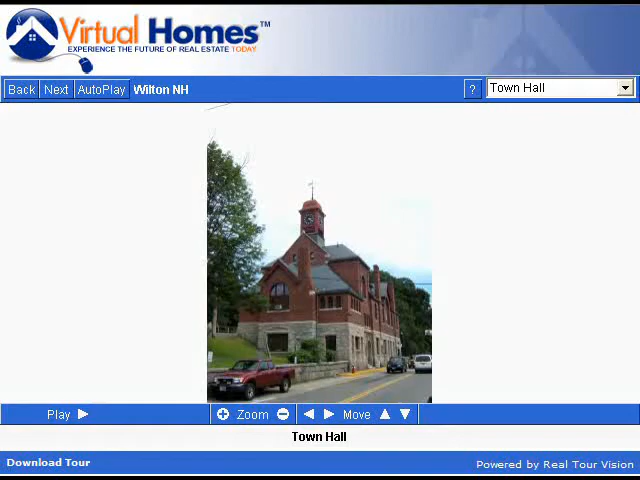 Virtual Homes™
EXPERIENCE THE FUTURE OF REAL ESTATE TODAY
Back Next AutoPlay Wilton NH ? Town Hall
Play Zoom Move
Town Hall
Download Tour Powered by Real Tour Vision